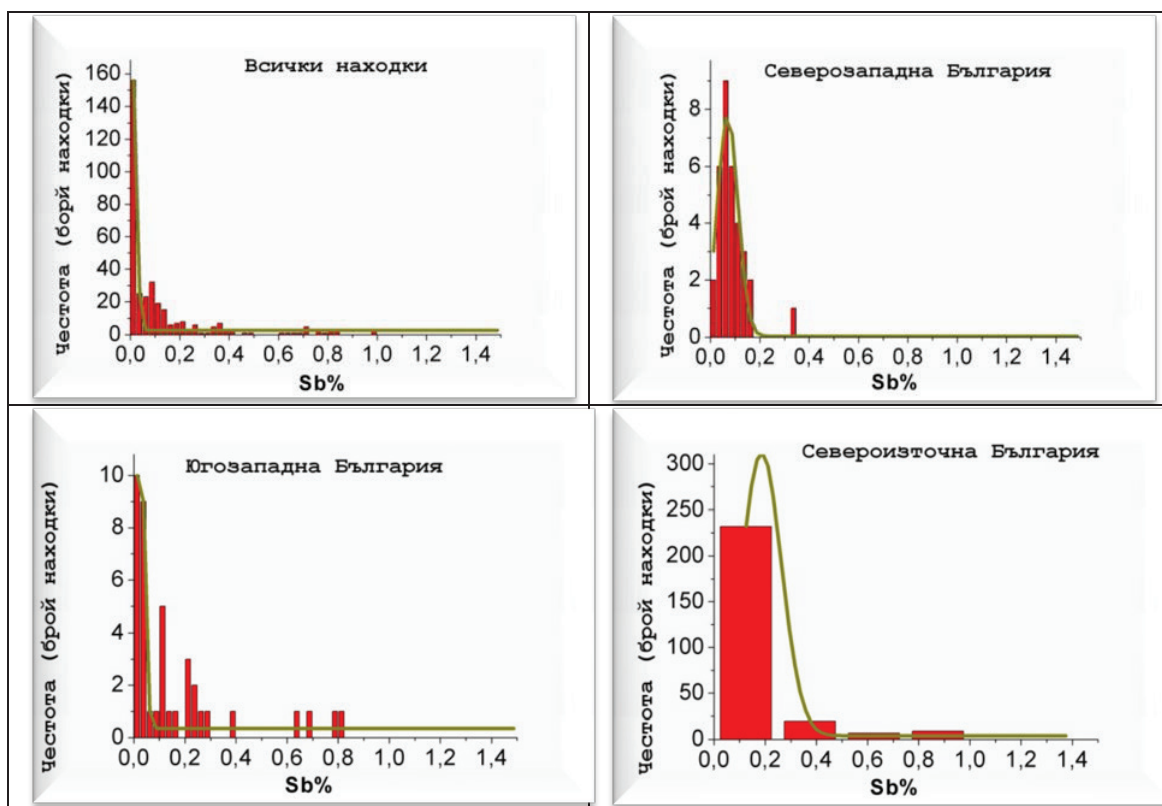 Всички находки
Честота (борй находки)
160
140
120
100
80
60
40
20
0
0,0 0,2 0,4 0,6 0,8 1,0 1,2 1,4
Sb%
Северозападна България
Честота (брой находки)
8
6
4
2
0
0,0 0,2 0,4 0,6 0,8 1,0 1,2 1,4
Sb%
Югозападна България
Честота (брой находки)
10
8
6
4
2
0
0,0 0,2 0,4 0,6 0,8 1,0 1,2 1,4
Sb%
Североизточна България
Честота (брой находки)
300
250
200
150
100
50
0
0,0 0,2 0,4 0,6 0,8 1,0 1,2 1,4
Sb%